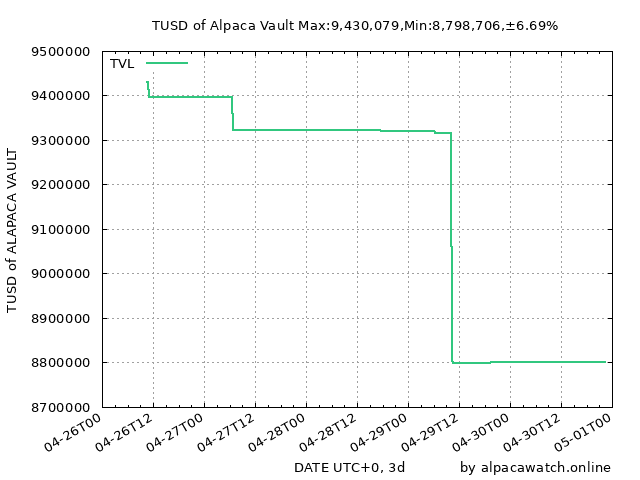 TUSD of Alpaca Vault Max:9,430,079,Min:8,798,706,±6.69%
TVL
9500000
9400000
9300000
9200000
9100000
9000000
8900000
8800000
8700000
TUSD of ALAPACA VAULT
04-26T00
04-26T12
04-27T00
04-27T12
04-28T00
04-28T12
04-29T00
04-29T12
04-30T00
04-30T12
05-01T00
DATE UTC+0, 3d
by alpacawatch.online